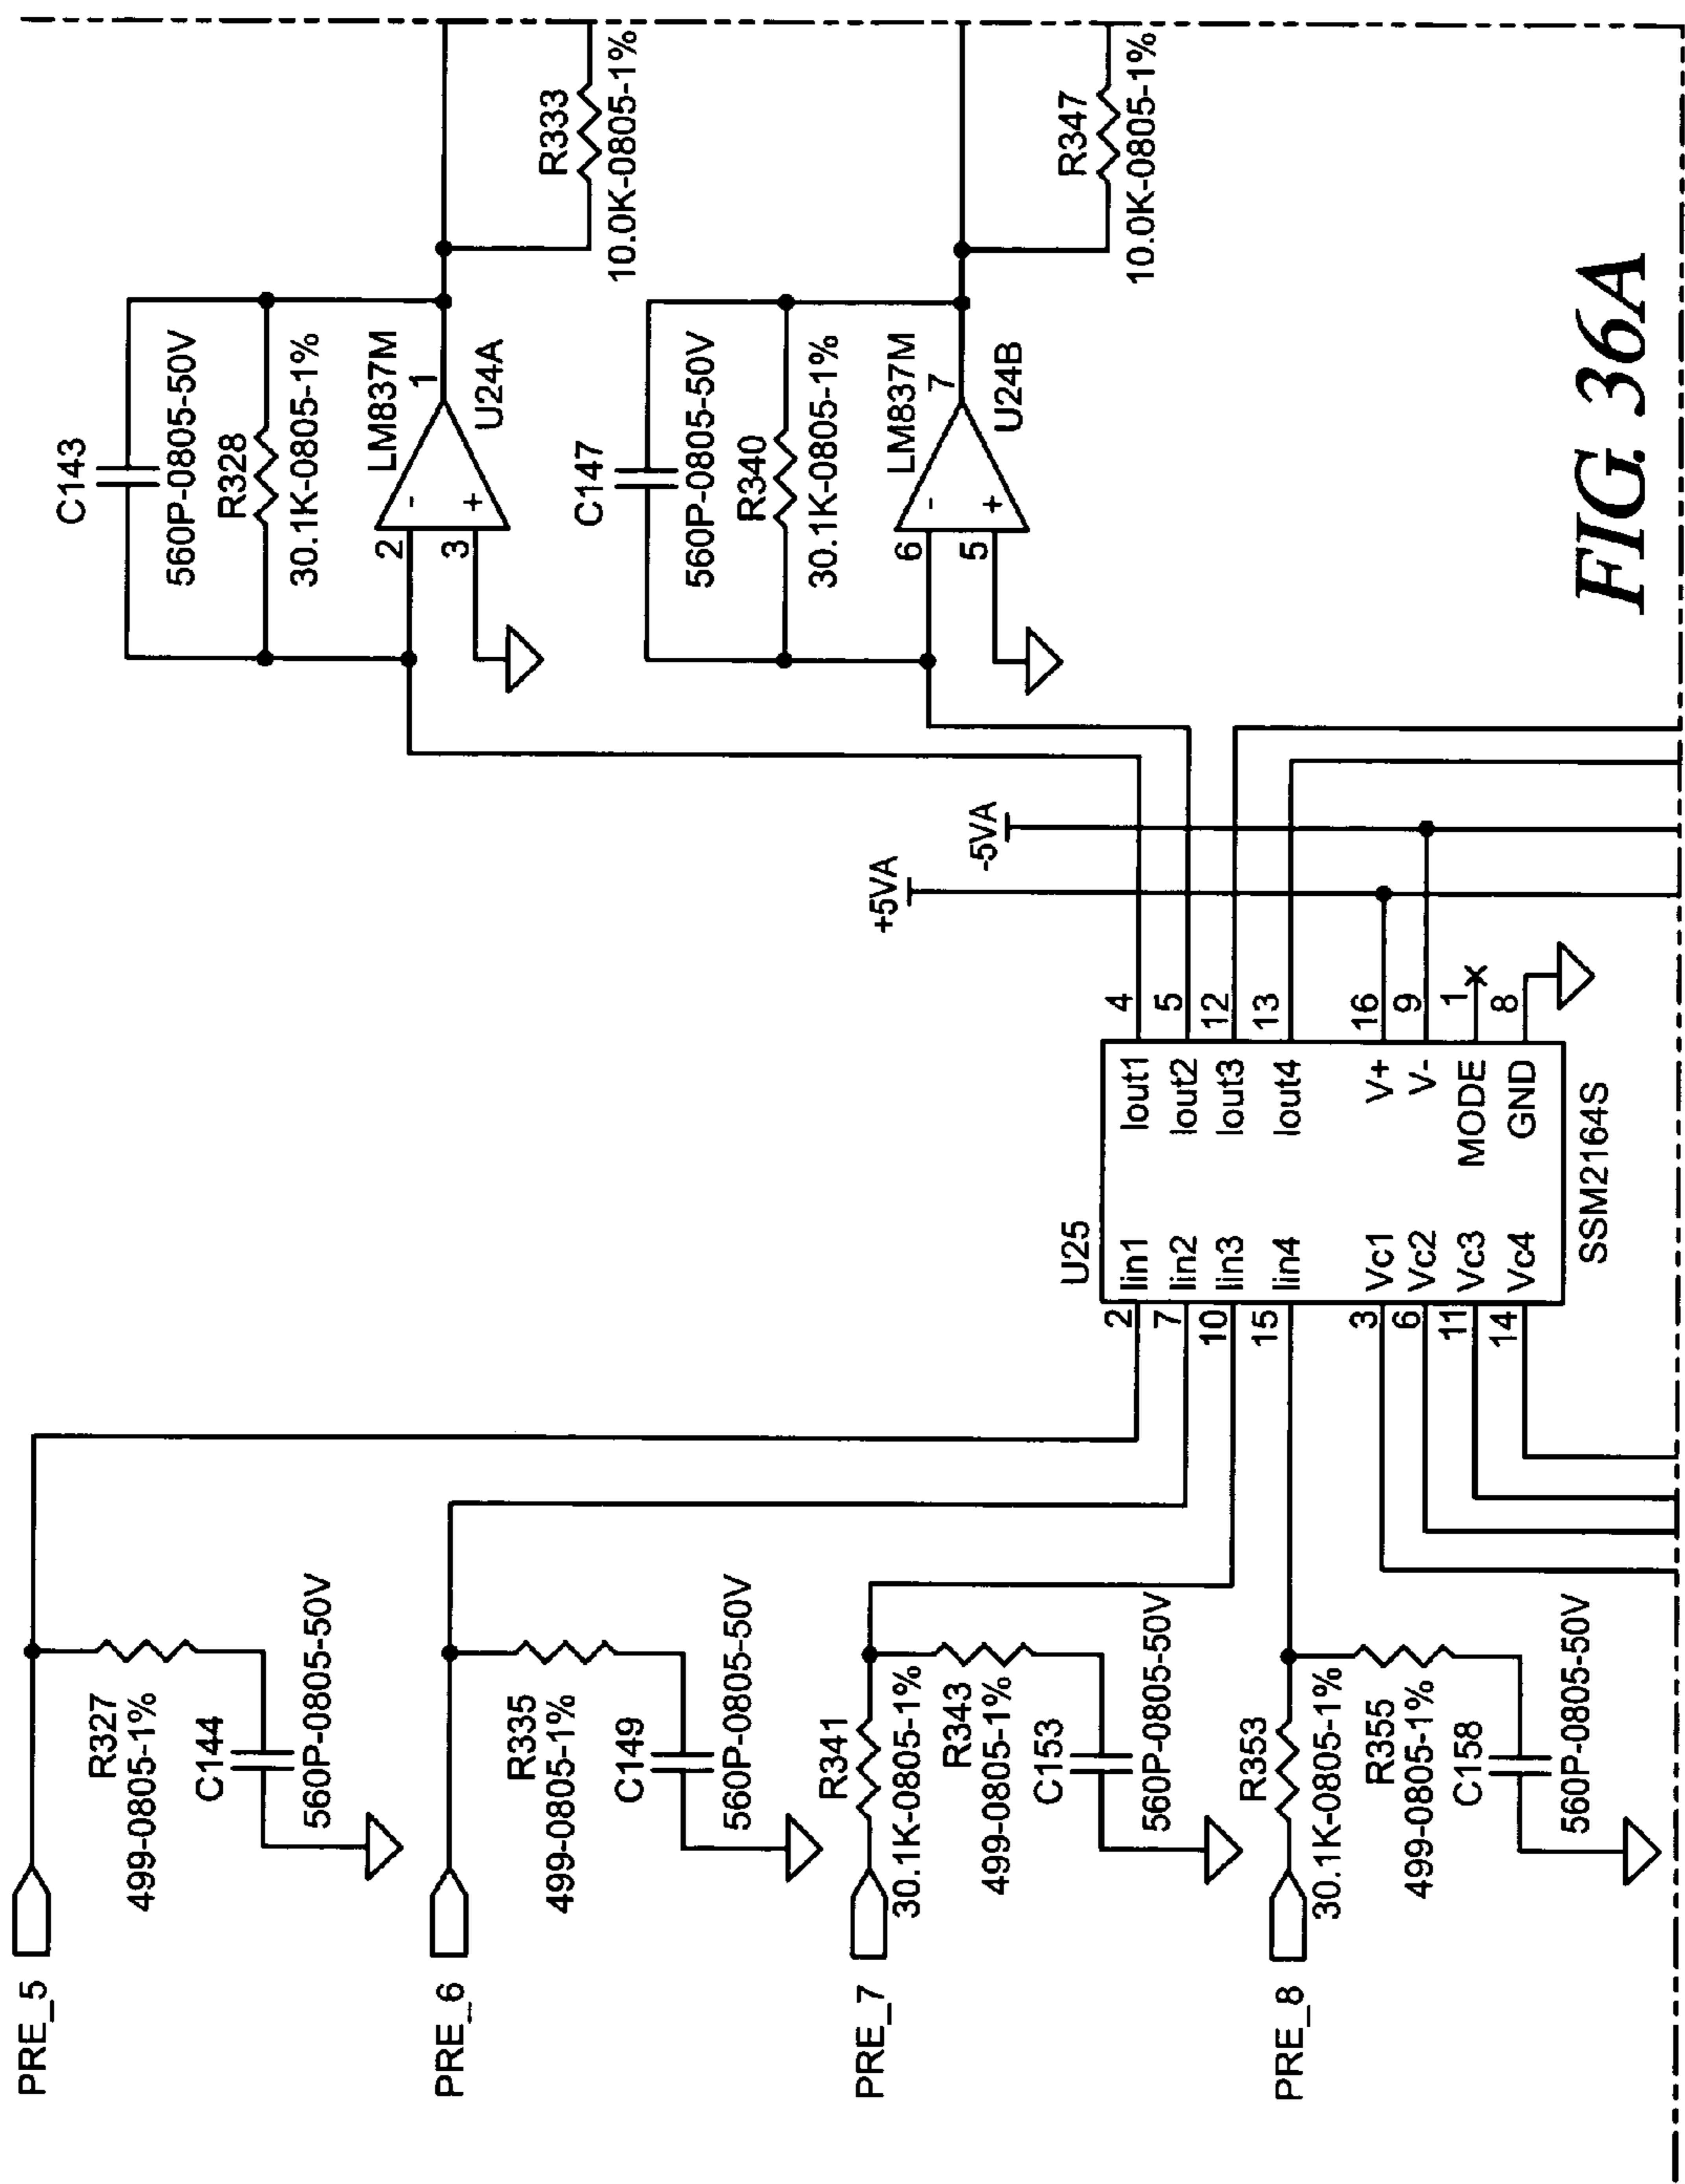 PRE_5
R327
499-0805-1%
C144
560P-0805-50V
PRE_6
R335
499-0805-1%
C149
560P-0805-50V
PRE_7
R341
30.1K-0805-1%
R343
499-0805-1%
C153
560P-0805-50V
PRE_8
R353
30.1K-0805-1%
R355
499-0805-1%
C158
560P-0805-50V
U25
2 Iin1
7 Iin2
10 Iin3
15 Iin4
3 Vc1
6 Vc2
11 Vc3
14 Vc4
Iout1 4
Iout2 5
Iout3 12
Iout4 13
V+ 16
V- 9
MODE 1
GND 8
SSM2164S
+5VA
-5VA
C143
560P-0805-50V
R328
30.1K-0805-1%
LM837M
2 -
3 +
1
U24A
R333
10.0K-0805-1%
C147
560P-0805-50V
R340
30.1K-0805-1%
LM837M
6 -
5 +
7
U24B
R347
10.0K-0805-1%
FIG. 36A